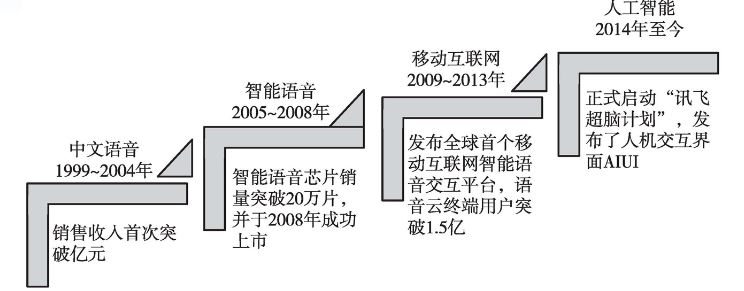 中文语音
1999~2004年
销售收入首次突
破亿元
智能语音
2005~2008年
智能语音芯片销
量突破20万片，
并于2008年成功
上市
移动互联网
2009~2013年
发布全球首个移
动互联网智能语
音交互平台，语
音云终端用户突
破1.5亿
人工智能
2014年至今
正式启动“讯飞
超脑计划”，发
布了人机交互界
面AIUI